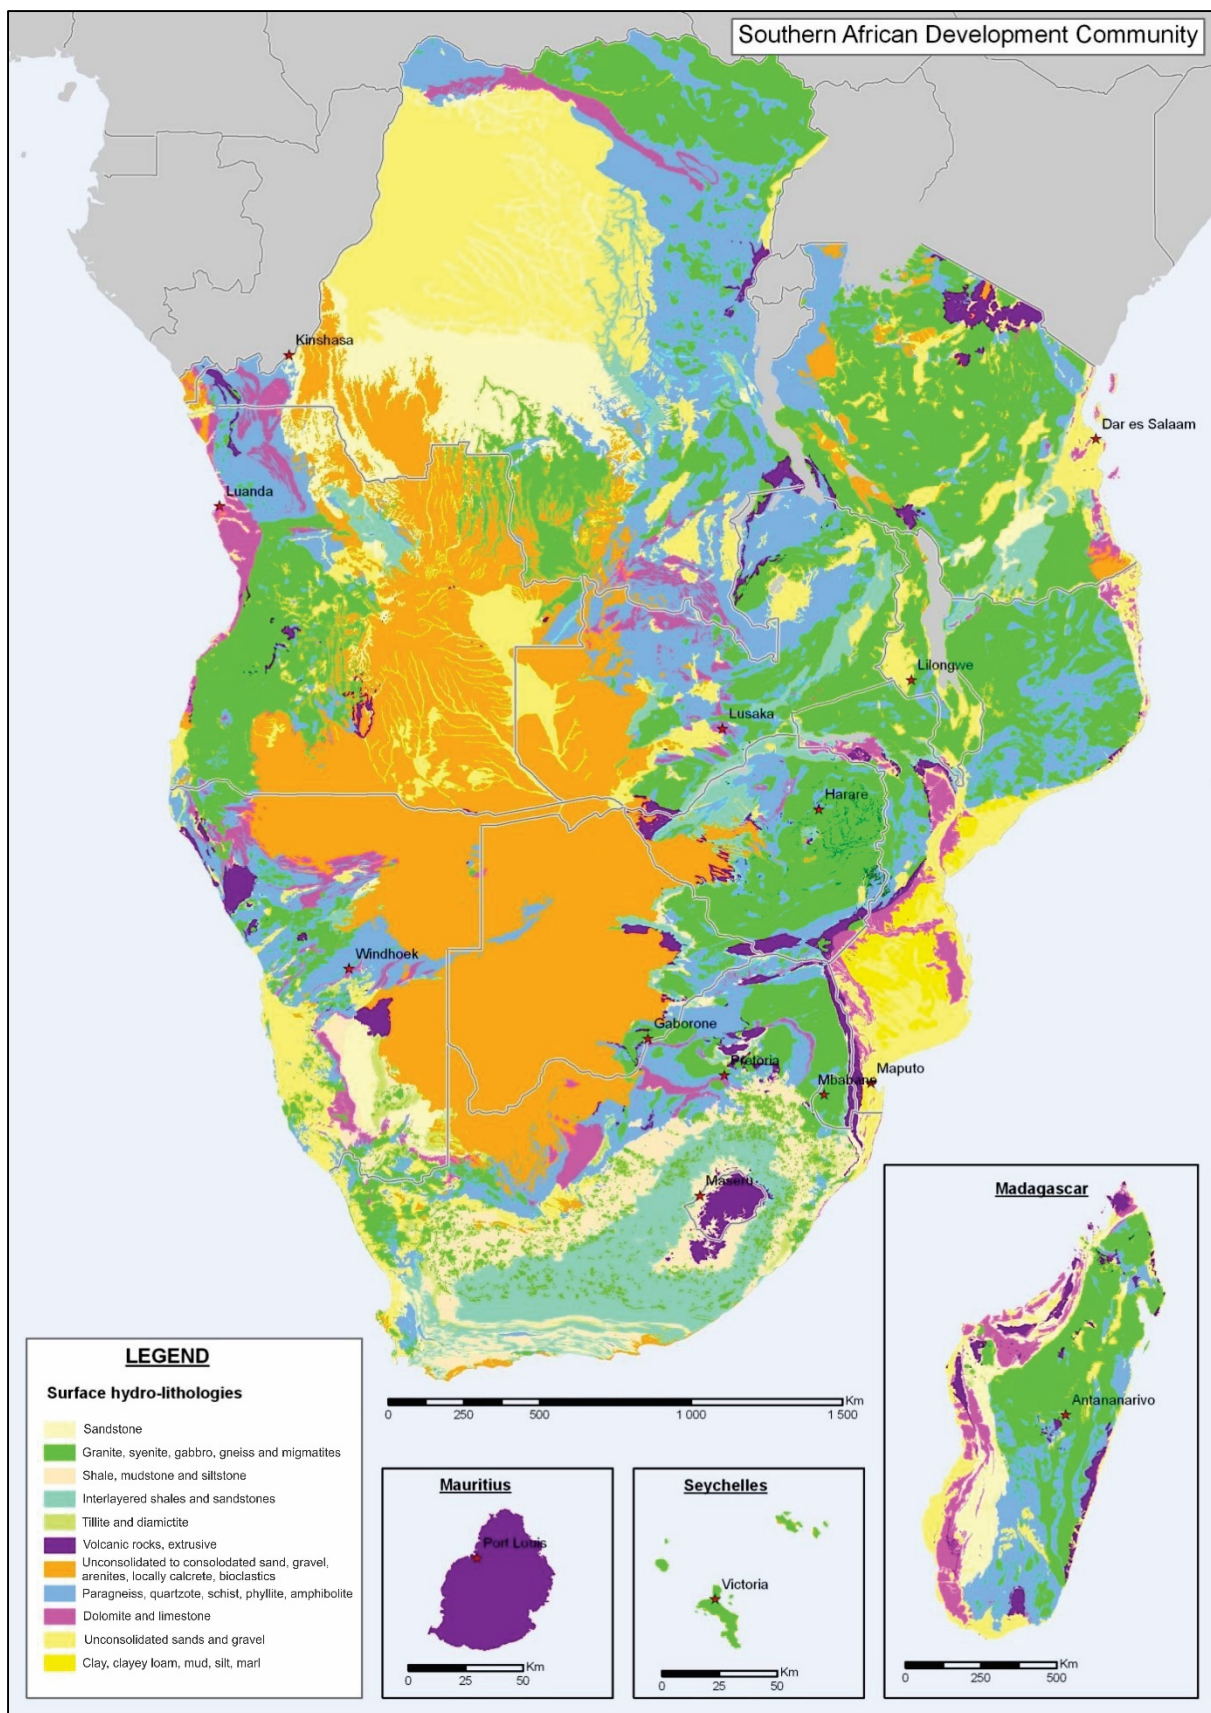 Southern African Development Community
Kinshasa
Dar es Salaam
Luanda
Lilongwe
Lusaka
Harare
Windhoek
Gaborone
Pretoria
Maputo
Mbabane
Maseru
LEGEND
Surface hydro-lithologies
Sandstone
Granite, syenite, gabbro, gneiss and migmatites
Shale, mudstone and siltstone
Interlayered shales and sandstones
Tillite and diamictite
Volcanic rocks, extrusive
Unconsolidated to consolodated sand, gravel,
arenites, locally calcrete, bioclastics
Paragneiss, quartzote, schist, phyllite, amphibolite
Dolomite and limestone
Unconsolidated sands and gravel
Clay, clayey loam, mud, silt, marl
Km
0 250 500 1 000 1 500
Mauritius
Port Louis
Km
0 25 50
Seychelles
Victoria
Km
0 25 50
Madagascar
Antananarivo
Km
0 250 500